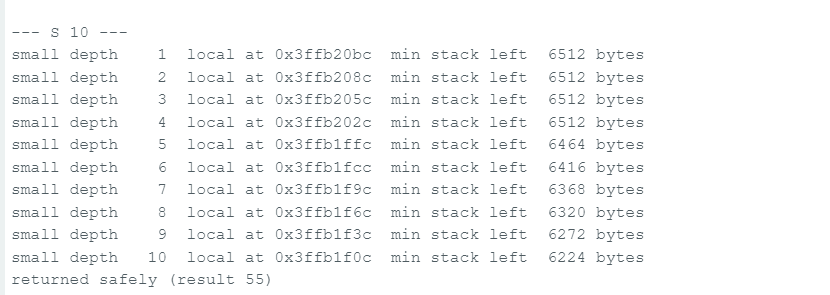 --- S 10 ---
small depth    1  local at 0x3ffb20bc  min stack left  6512 bytes
small depth    2  local at 0x3ffb208c  min stack left  6512 bytes
small depth    3  local at 0x3ffb205c  min stack left  6512 bytes
small depth    4  local at 0x3ffb202c  min stack left  6512 bytes
small depth    5  local at 0x3ffb1ffc  min stack left  6464 bytes
small depth    6  local at 0x3ffb1fcc  min stack left  6416 bytes
small depth    7  local at 0x3ffb1f9c  min stack left  6368 bytes
small depth    8  local at 0x3ffb1f6c  min stack left  6320 bytes
small depth    9  local at 0x3ffb1f3c  min stack left  6272 bytes
small depth   10  local at 0x3ffb1f0c  min stack left  6224 bytes
returned safely (result 55)